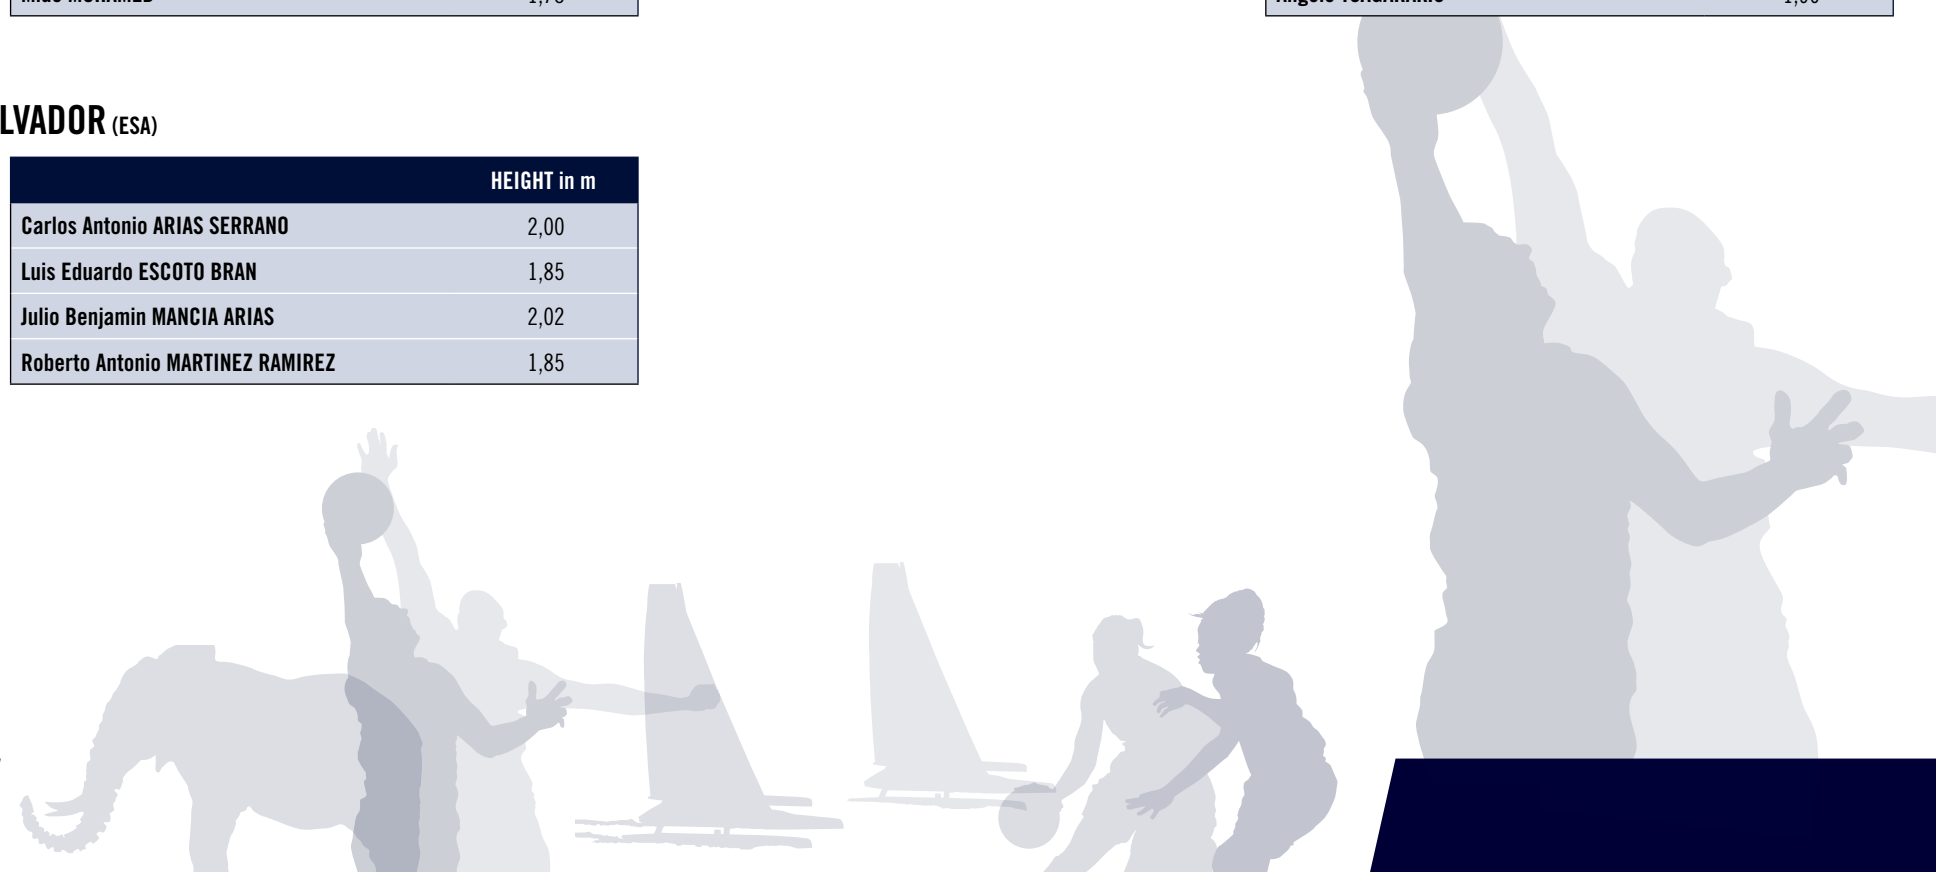 LVADOR (ESA)
HEIGHT in m
Carlos Antonio ARIAS SERRANO 2,00
Luis Eduardo ESCOTO BRAN 1,85
Julio Benjamin MANCIA ARIAS 2,02
Roberto Antonio MARTINEZ RAMIREZ 1,85